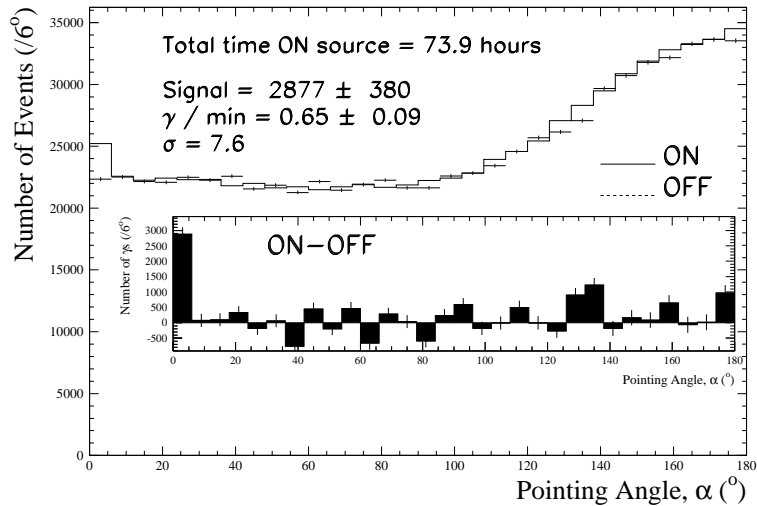 Number of Events (/6°)
35000
30000
25000
20000
15000
10000
5000
0
Total time ON source = 73.9 hours
Signal = 2877 ± 380
γ / min = 0.65 ± 0.09
σ = 7.6
ON
OFF
Number of γs (/6°)
3000
2500
2000
1500
1000
500
0
-500
ON-OFF
0 20 40 60 80 100 120 140 160 180
Pointing Angle, α (°)
0 20 40 60 80 100 120 140 160 180
Pointing Angle, α (°)